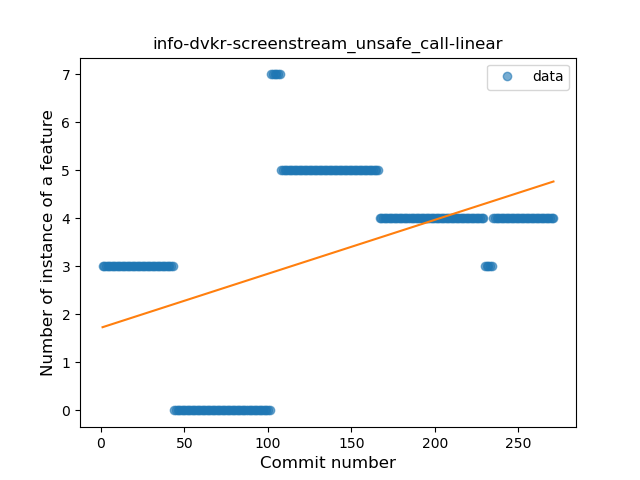 info-dvkr-screenstream_unsafe_call-linear
data
Number of instance of a feature
7
6
5
4
3
2
1
0
0 50 100 150 200 250
Commit number